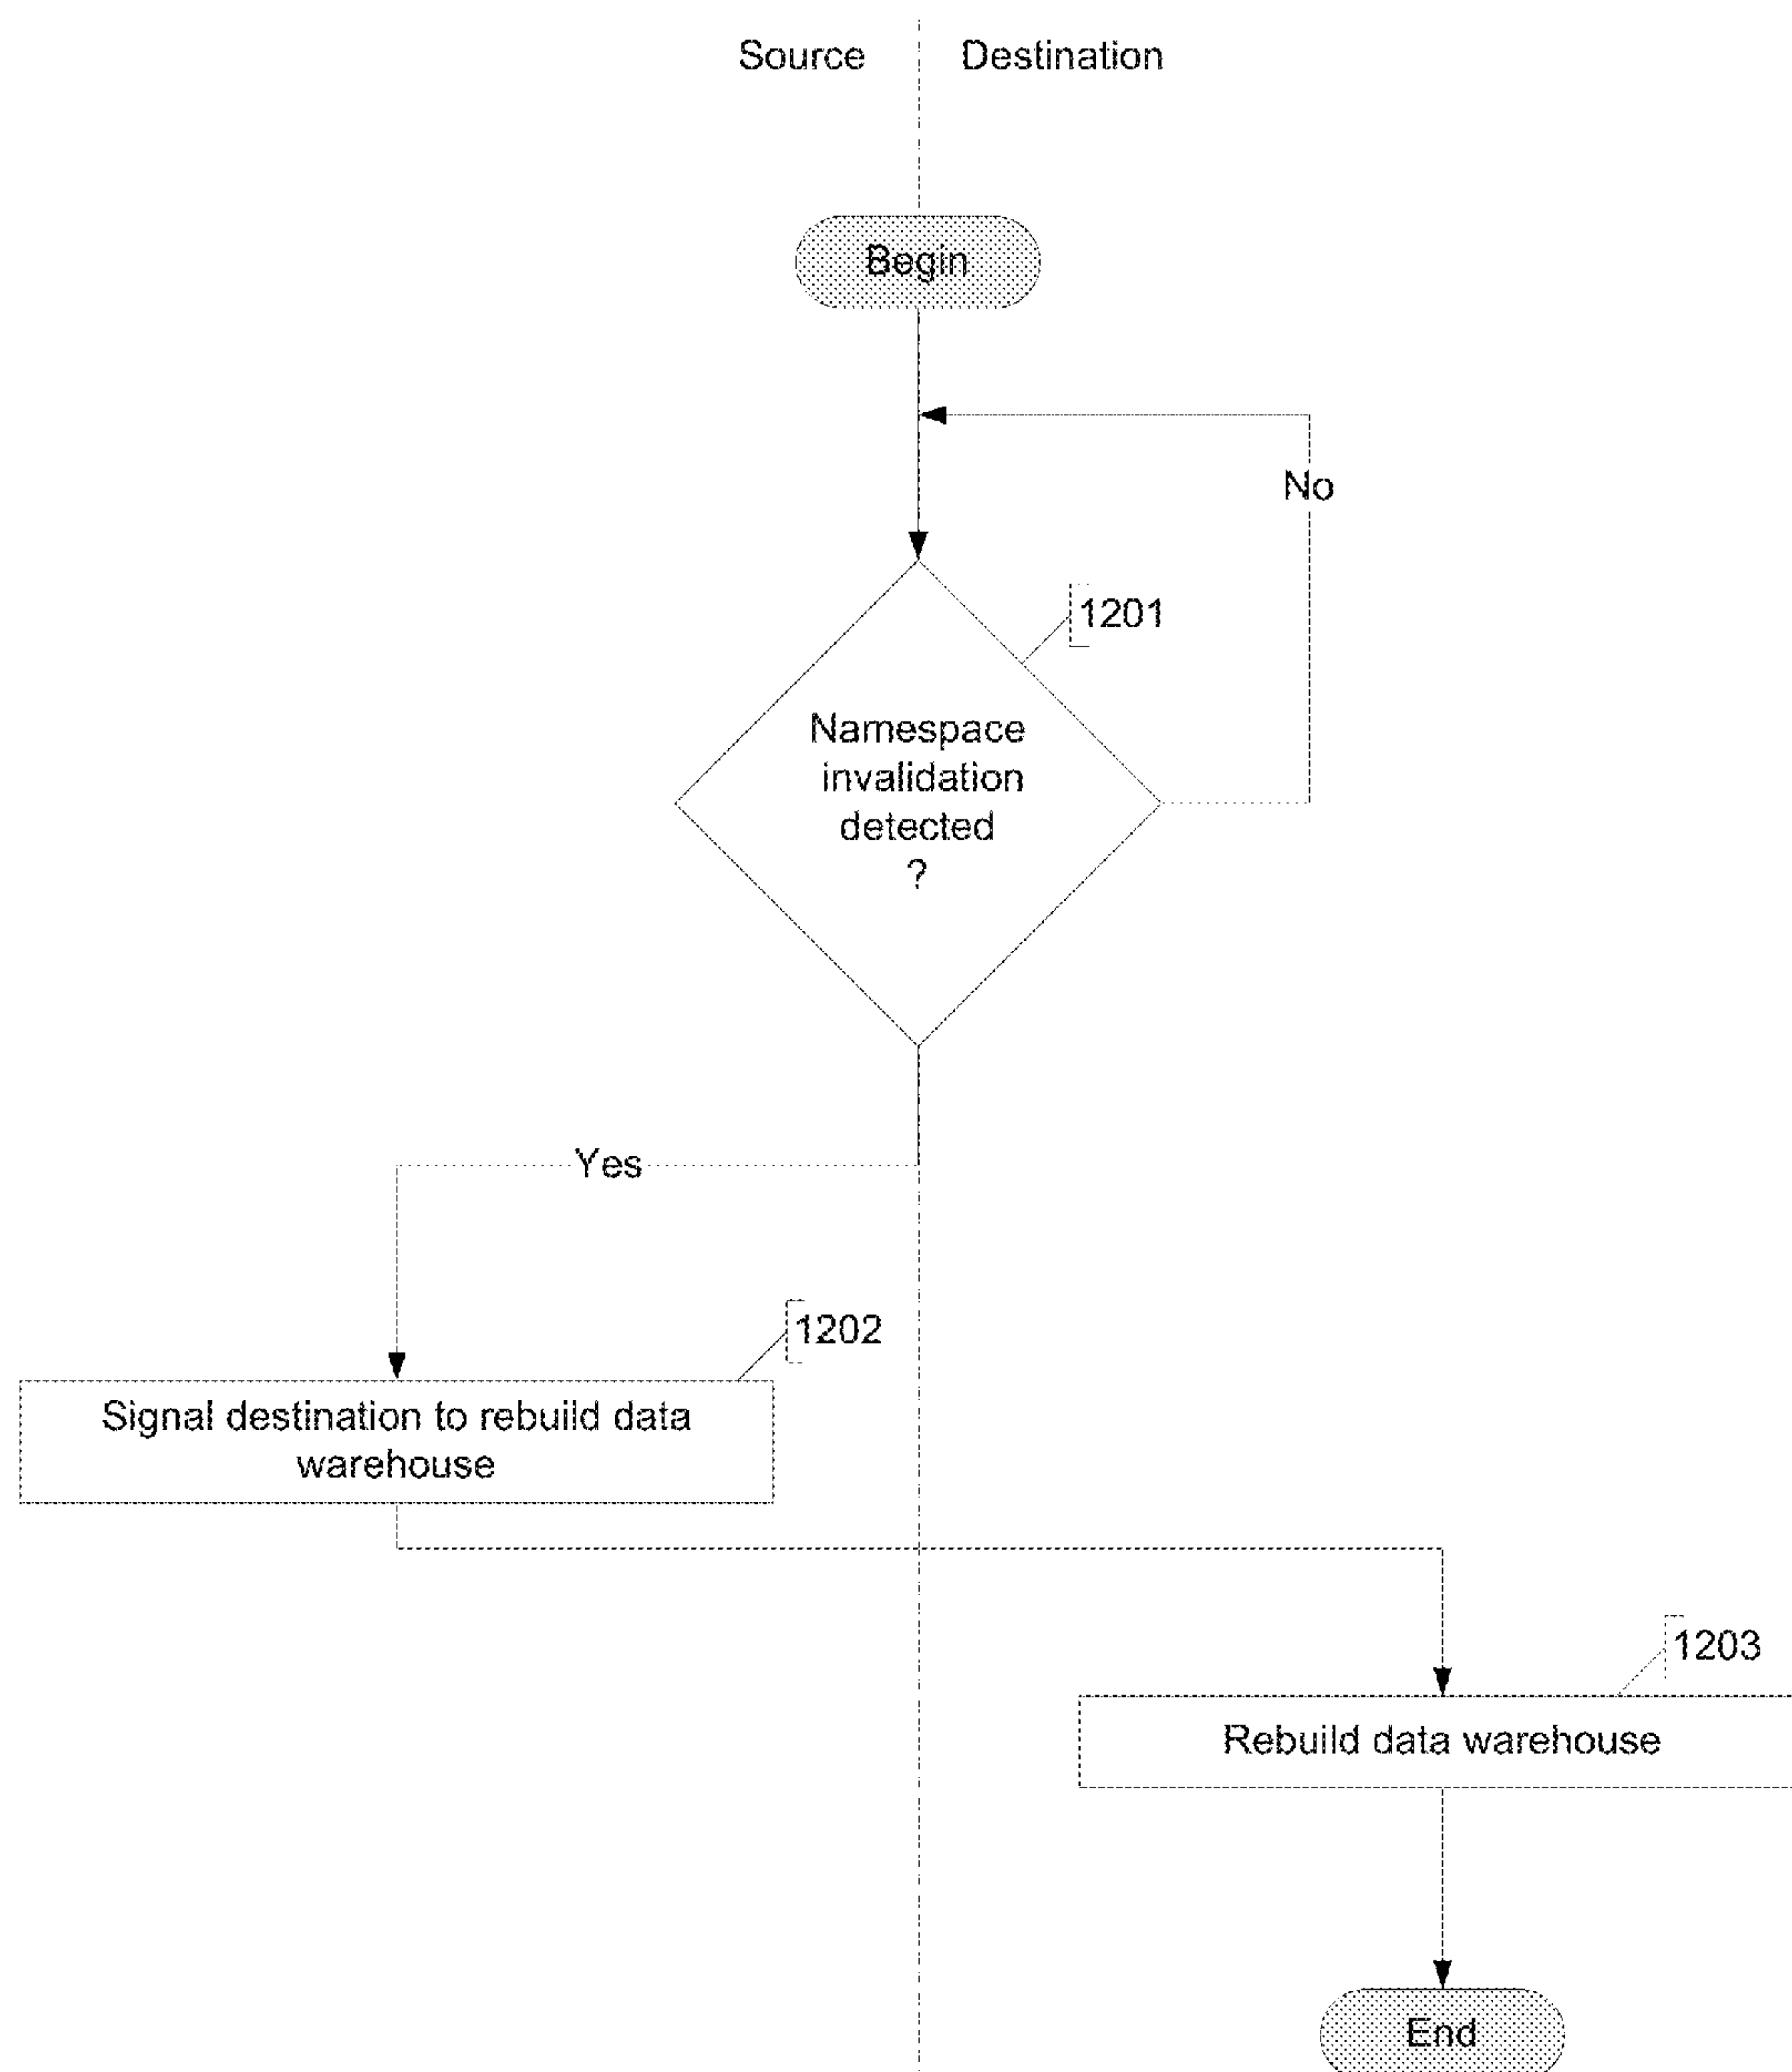 Source
Destination
Begin
No
1201
Namespace
invalidation
detected
?
Yes
1202
Signal destination to rebuild data
warehouse
1203
Rebuild data warehouse
End